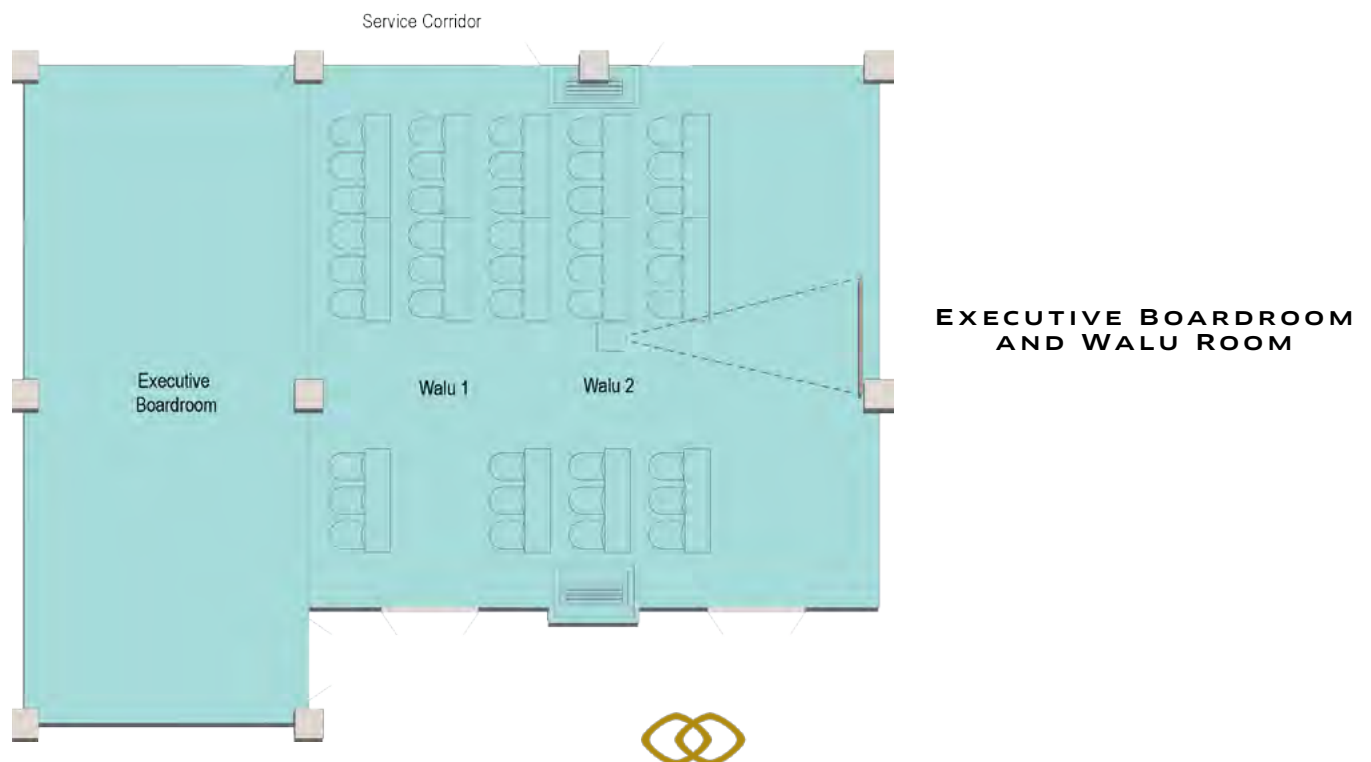 Service Corridor
Executive
Boardroom
Walu 1
Walu 2
EXECUTIVE BOARDROOM
AND WALU ROOM